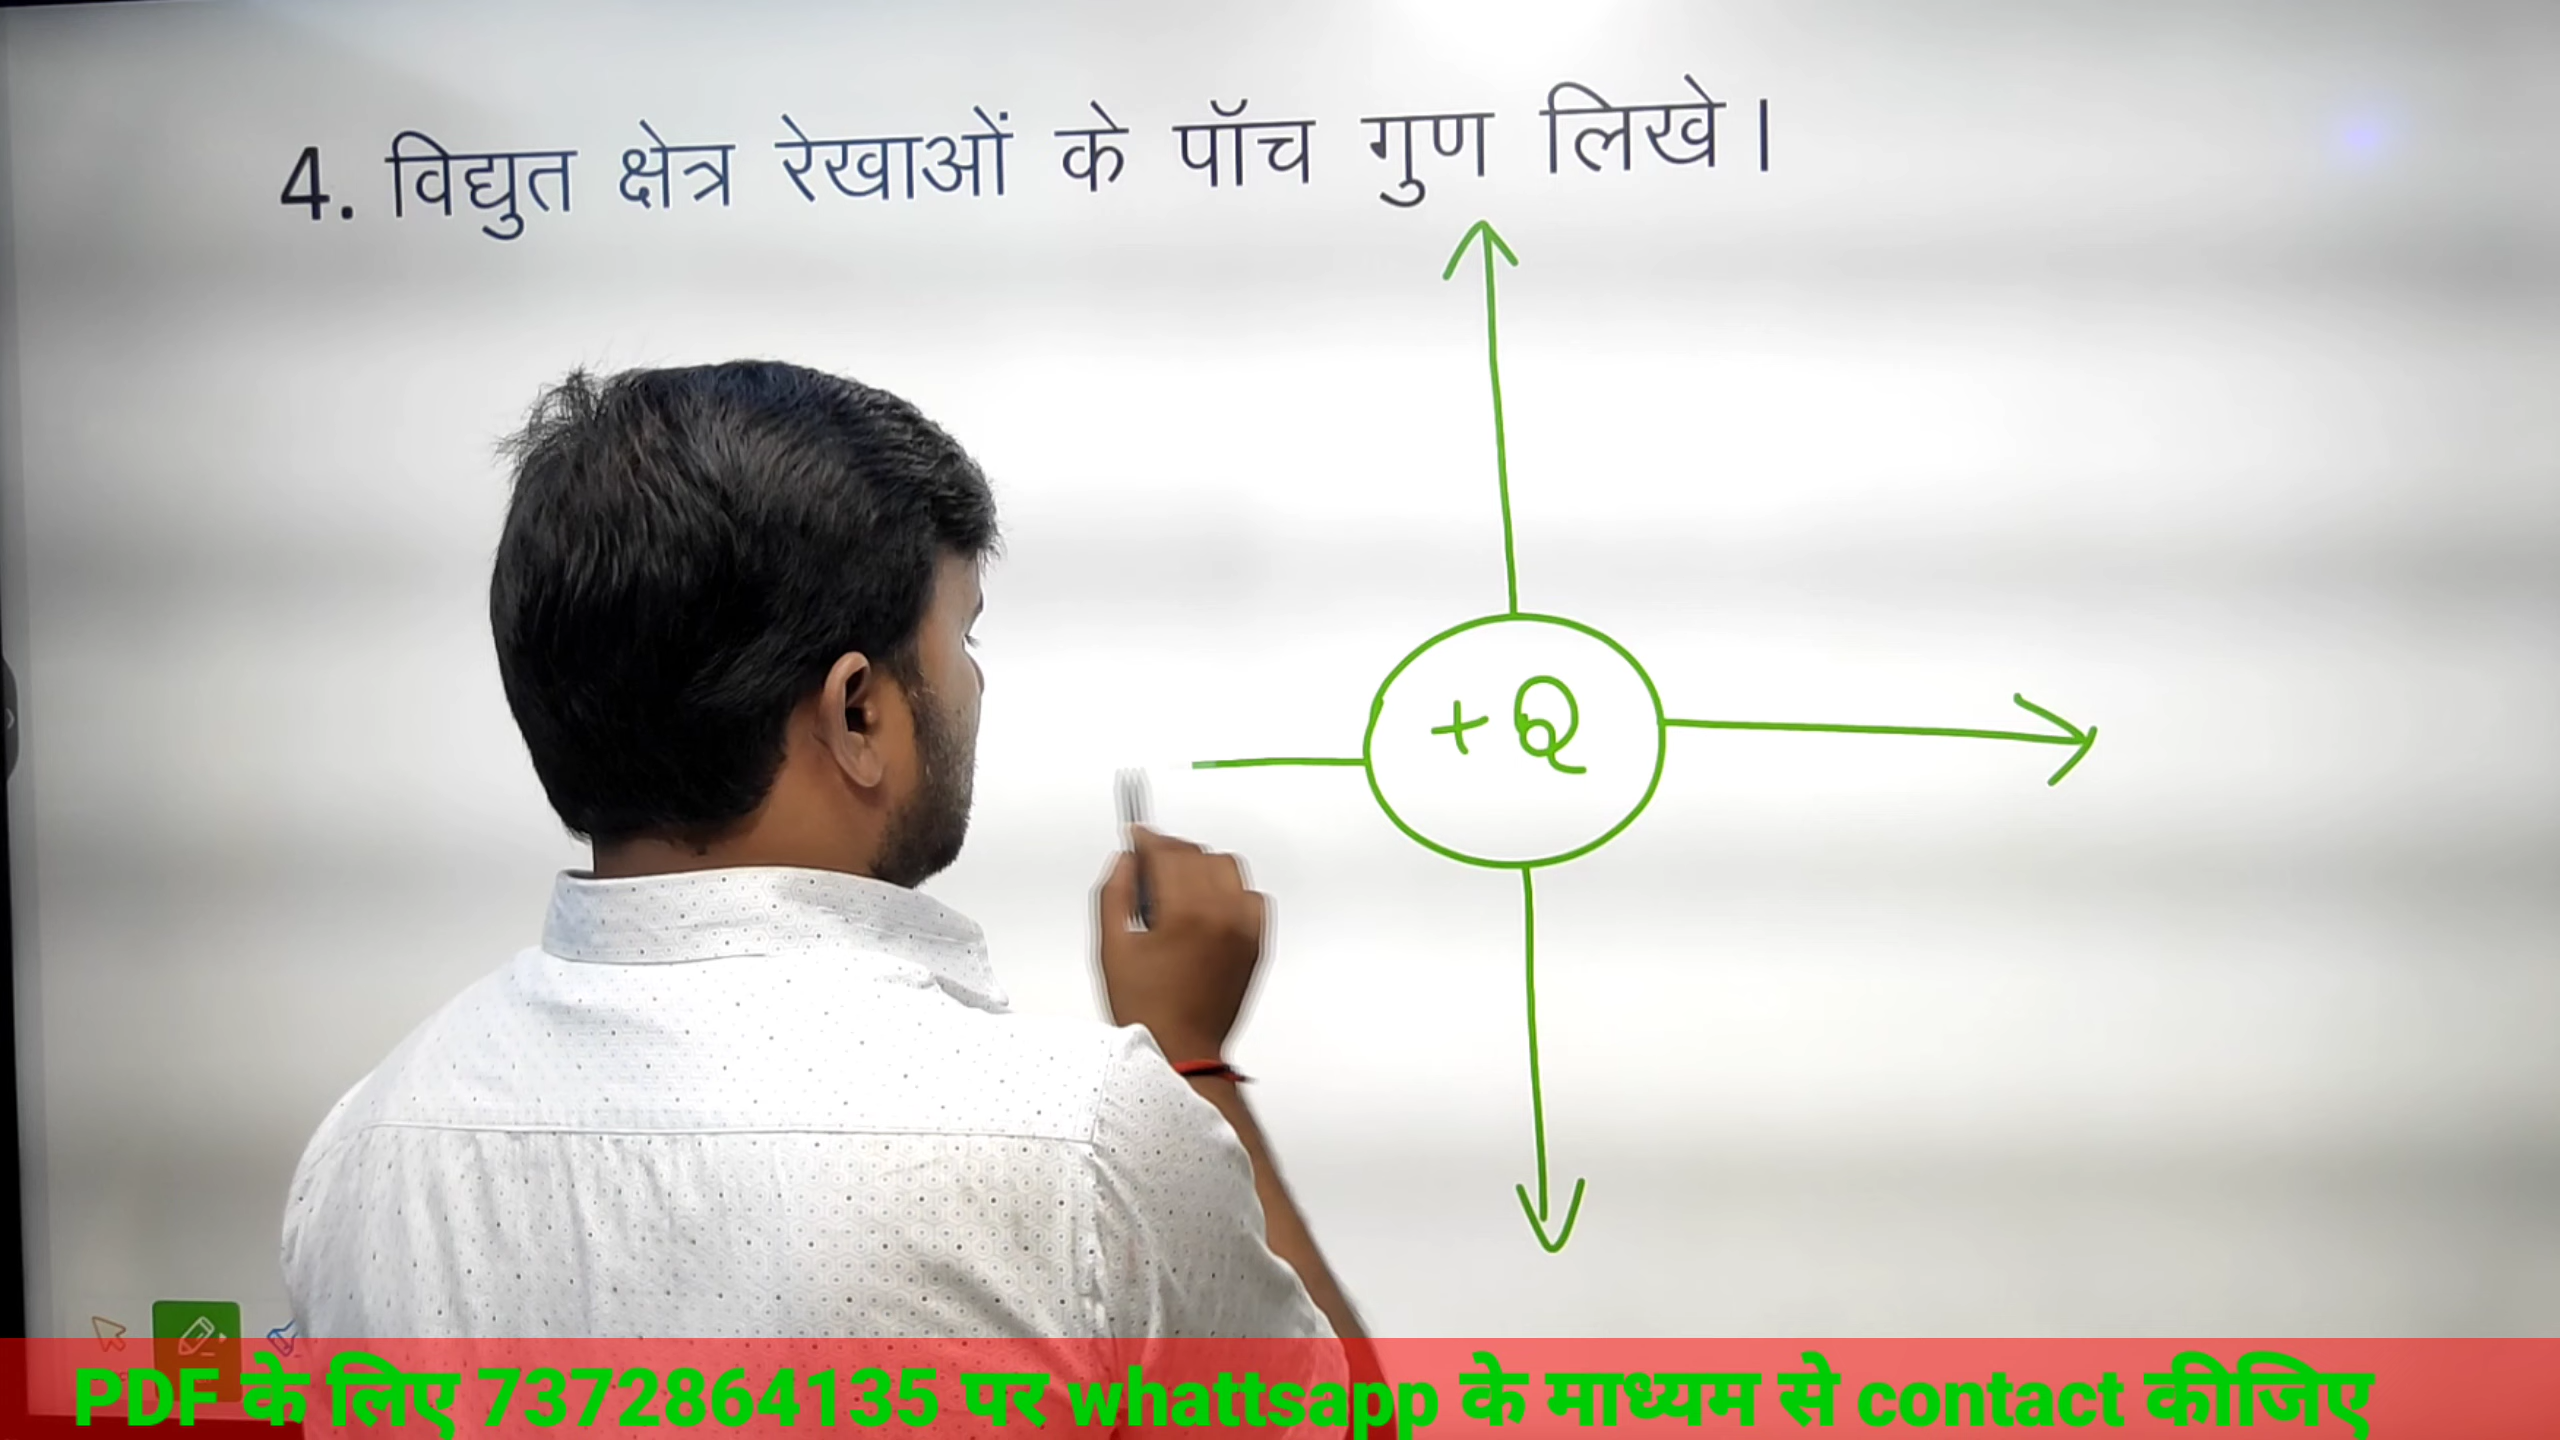 4. विद्युत क्षेत्र रेखाओं के पॉच गुण लिखे।
+Q
PDF के लिए 7372864135 पर whattsapp के माध्यम से contact कीजिए